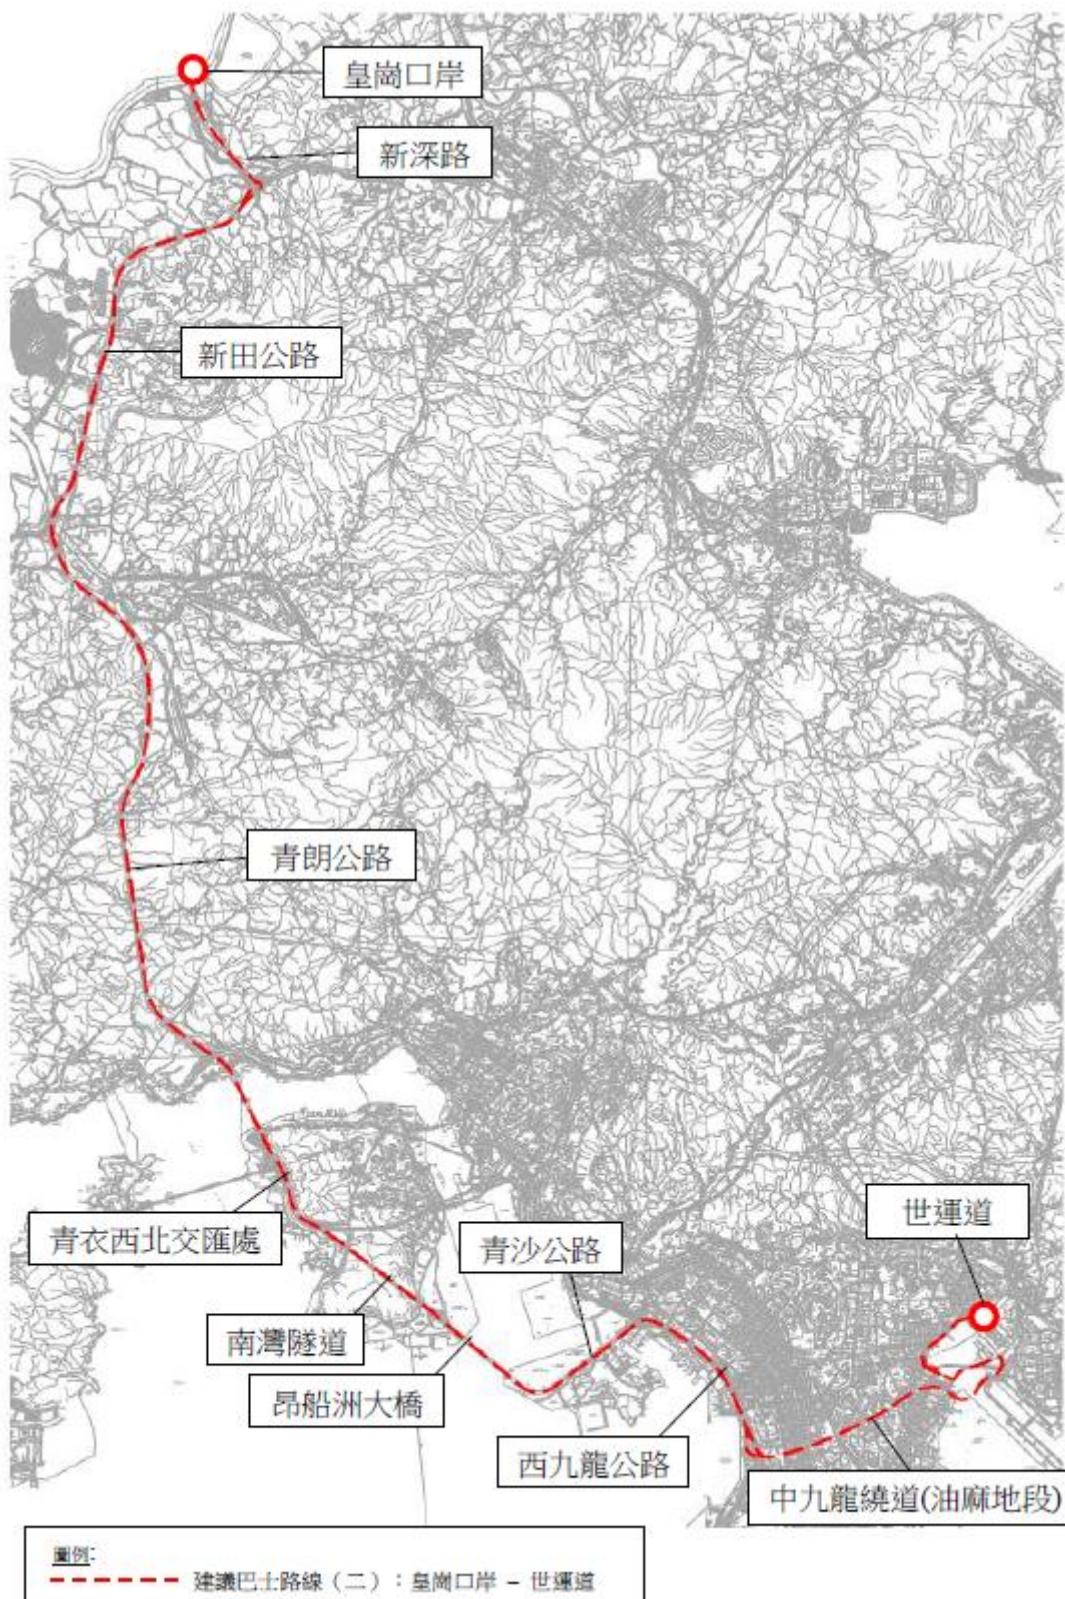 皇崗口岸
新深路
新田公路
青朗公路
青衣西北交匯處
南灣隧道
昂船洲大橋
青沙公路
西九龍公路
世運道
中九龍繞道(油麻地段)
圖例:
建議巴士路線（二）：皇崗口岸 – 世運道